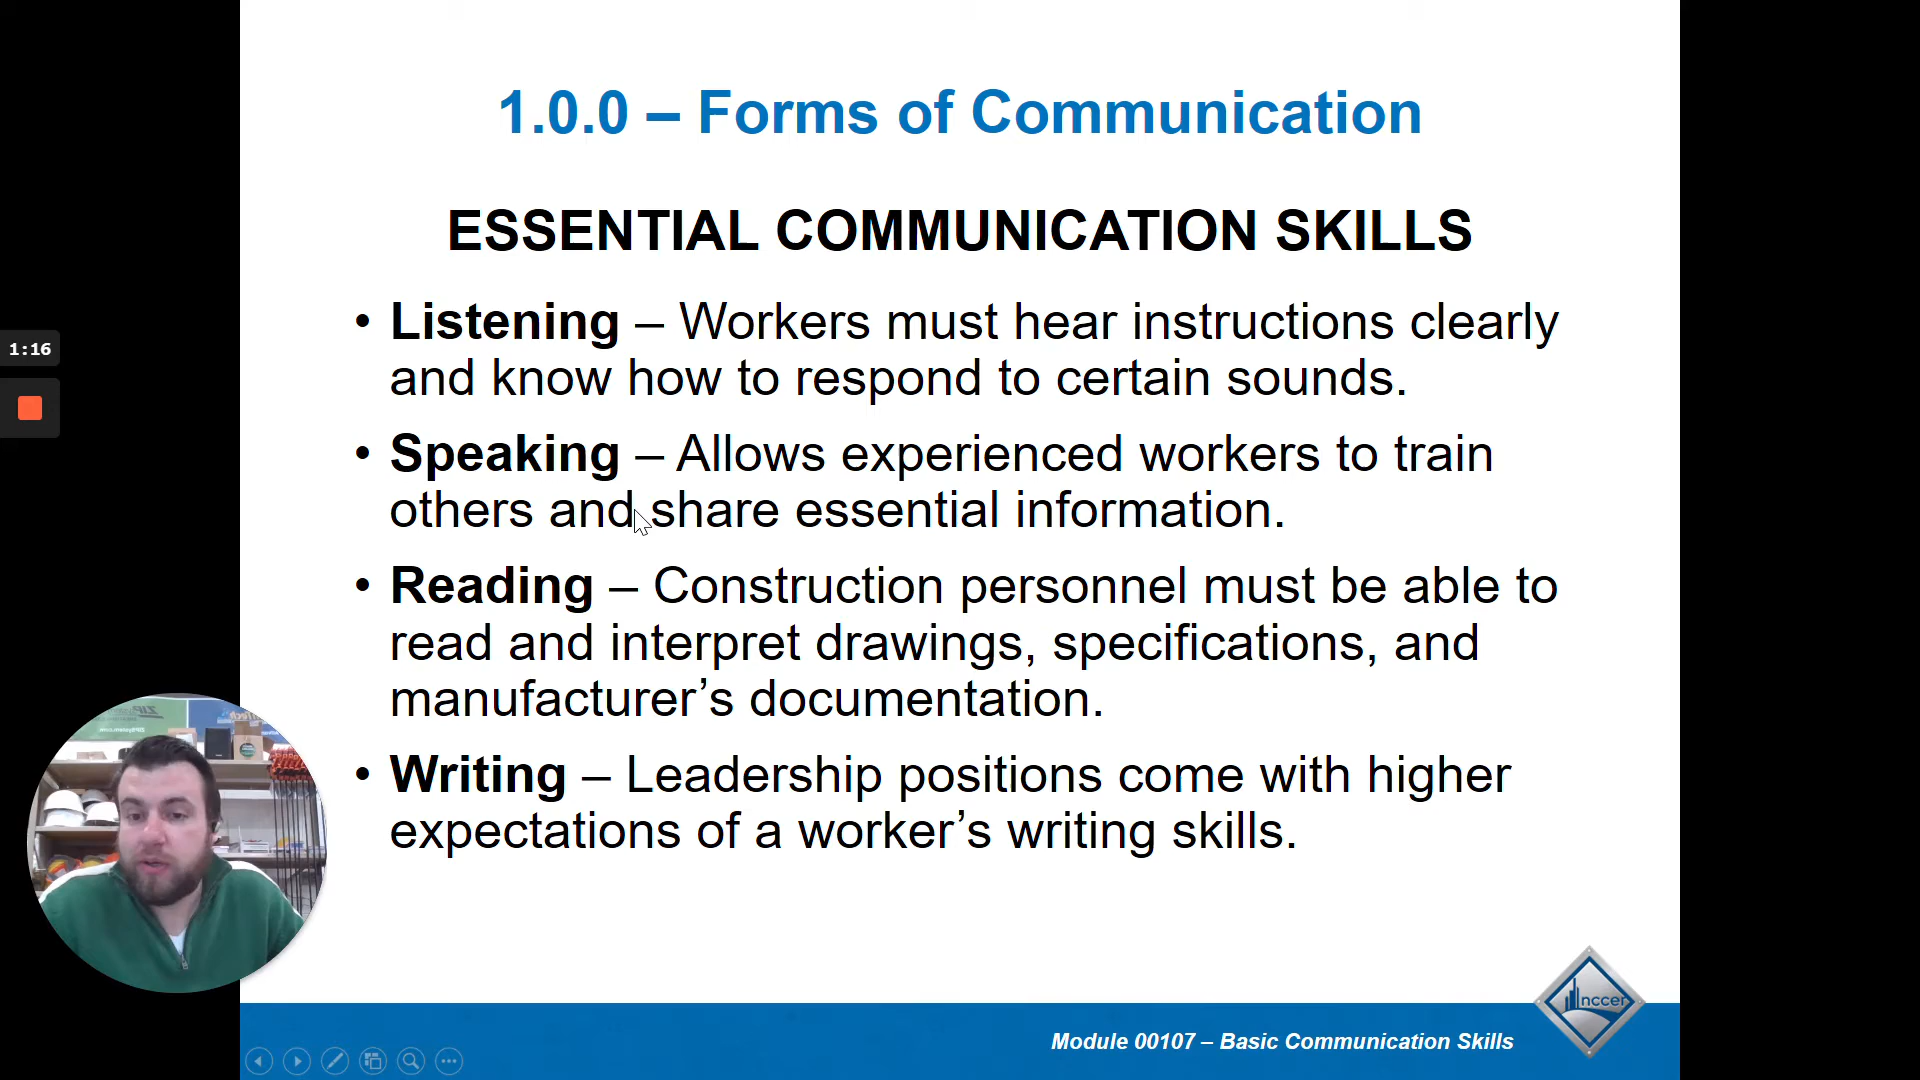 1.0.0 – Forms of Communication
ESSENTIAL COMMUNICATION SKILLS
• Listening – Workers must hear instructions clearly
and know how to respond to certain sounds.
• Speaking – Allows experienced workers to train
others and share essential information.
• Reading – Construction personnel must be able to
read and interpret drawings, specifications, and
manufacturer’s documentation.
• Writing – Leadership positions come with higher
expectations of a worker’s writing skills.
1:16
nccer
Module 00107 – Basic Communication Skills